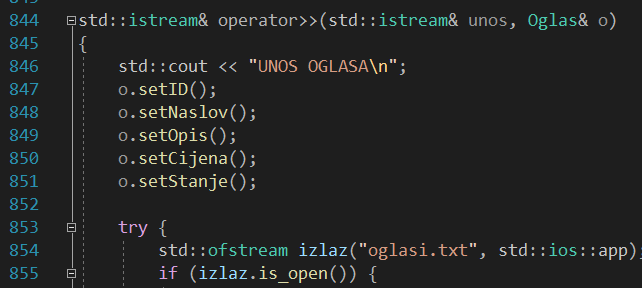 844 std::istream& operator>>(std::istream& unos, Oglas& o)
845 {
846 std::cout << "UNOS OGLASA\n";
847 o.setID();
848 o.setNaslov();
849 o.setOpis();
850 o.setCijena();
851 o.setStanje();
852
853 try {
854 std::ofstream izlaz("oglasi.txt", std::ios::app);
855 if (izlaz.is_open()) {